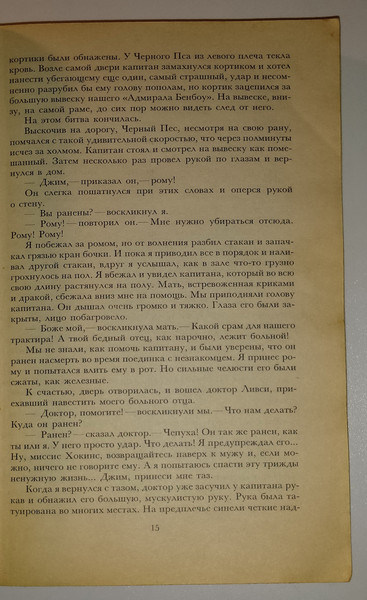 кортики были обнажены. У Черного Пса из левого плеча текла
кровь. Возле самой двери капитан замахнулся кортиком и хотел
нанести убегающему еще один, самый страшный, удар и несом-
ненно разрубил бы ему голову пополам, но кортик зацепился за
большую вывеску нашего «Адмирала Бенбоу». На вывеске, вни-
зу, на самой раме, до сих пор можно видеть след от него.
На этом битва кончилась.
Выскочив на дорогу, Черный Пес, несмотря на свою рану,
помчался с такой удивительной скоростью, что через полминуты
исчез за холмом. Капитан стоял и смотрел на вывеску как поме-
шанный. Затем несколько раз провел рукой по глазам и вер-
нулся в дом.
— Джим,— приказал он,— рому!
Он слегка пошатнулся при этих словах и оперся рукой
о стену.
— Вы ранены? — воскликнул я.
— Рому! — повторил он.— Мне нужно убираться отсюда.
Рому! Рому!
Я побежал за ромом, но от волнения разбил стакан и запач-
кал грязью кран бочки. И пока я приводил все в порядок и нали-
вал другой стакан, вдруг я услышал, как в зале что-то грузно
грохнулось на пол. Я вбежал и увидел капитана, который во всю
свою длину растянулся на полу. Мать, встревоженная криками
и дракой, сбежала вниз мне на помощь. Мы приподняли голову
капитана. Он дышал очень громко и тяжко. Глаза его были за-
крыты, лицо побагровело.
— Боже мой,— воскликнула мать.— Какой срам для нашего
трактира! А твой бедный отец, как нарочно, лежит больной!
Мы не знали, как помочь капитану, и были уверены, что он
ранен насмерть во время поединка с незнакомцем. Я принес ро-
му и попытался влить ему в рот. Но сильные челюсти его были
сжаты, как железные.
К счастью, дверь отворилась, и вошел доктор Ливси, при-
ехавший навестить моего больного отца.
— Доктор, помогите! — воскликнули мы.— Что нам делать?
Куда он ранен?
— Ранен? — сказал доктор.— Чепуха! Он так же ранен, как
ты или я. У него просто удар. Что делать! Я предупреждал его...
Ну, миссис Хокинс, возвращайтесь наверх к мужу и, если мож-
но, ничего не говорите ему. А я попытаюсь спасти эту трижды
ненужную жизнь... Джим, принеси мне таз.
Когда я вернулся с тазом, доктор уже засучил у капитана ру-
кав и обнажил его большую, мускулистую руку. Рука была та-
туирована во многих местах. На предплечье синели четкие над-
15